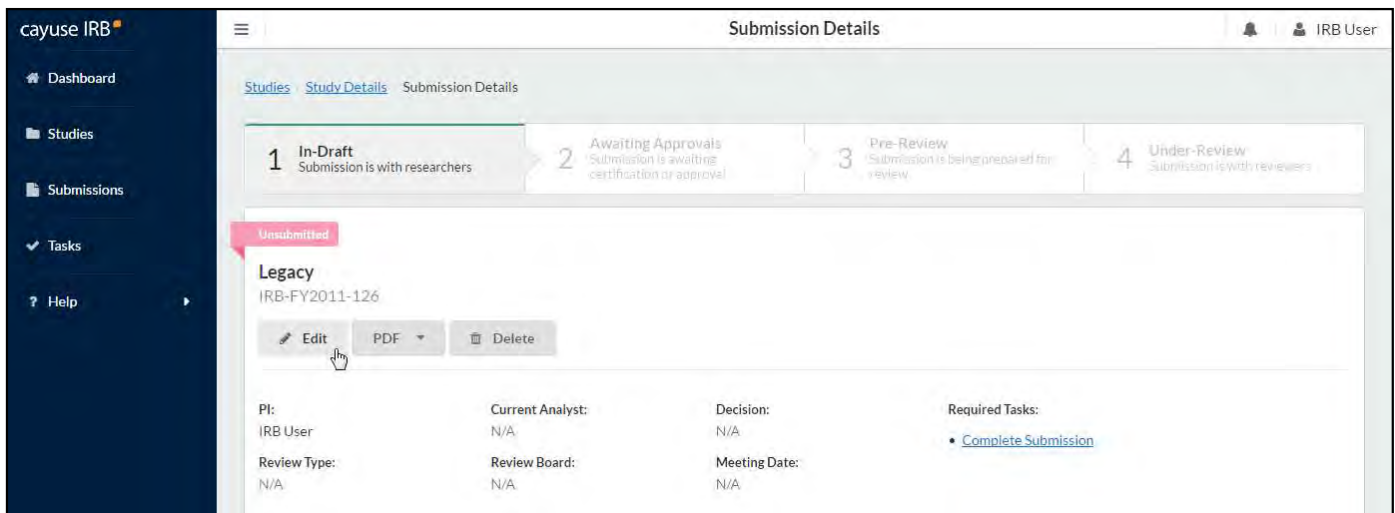 cayuse IRB
Submission Details
IRB User
Dashboard
Studies
Submissions
Tasks
? Help
Studies Study Details Submission Details
1 In-Draft
Submission is with researchers
2 Awaiting Approvals
Submission is awaiting
certification or approval
3 Pre-Review
Submission is being prepared for
review
4 Under-Review
Submission is with reviewers
Unsubmitted
Legacy
IRB-FY2011-126
Edit
PDF
Delete
PI:
IRB User
Current Analyst:
N/A
Decision:
N/A
Required Tasks:
• Complete Submission
Review Type:
N/A
Review Board:
N/A
Meeting Date:
N/A